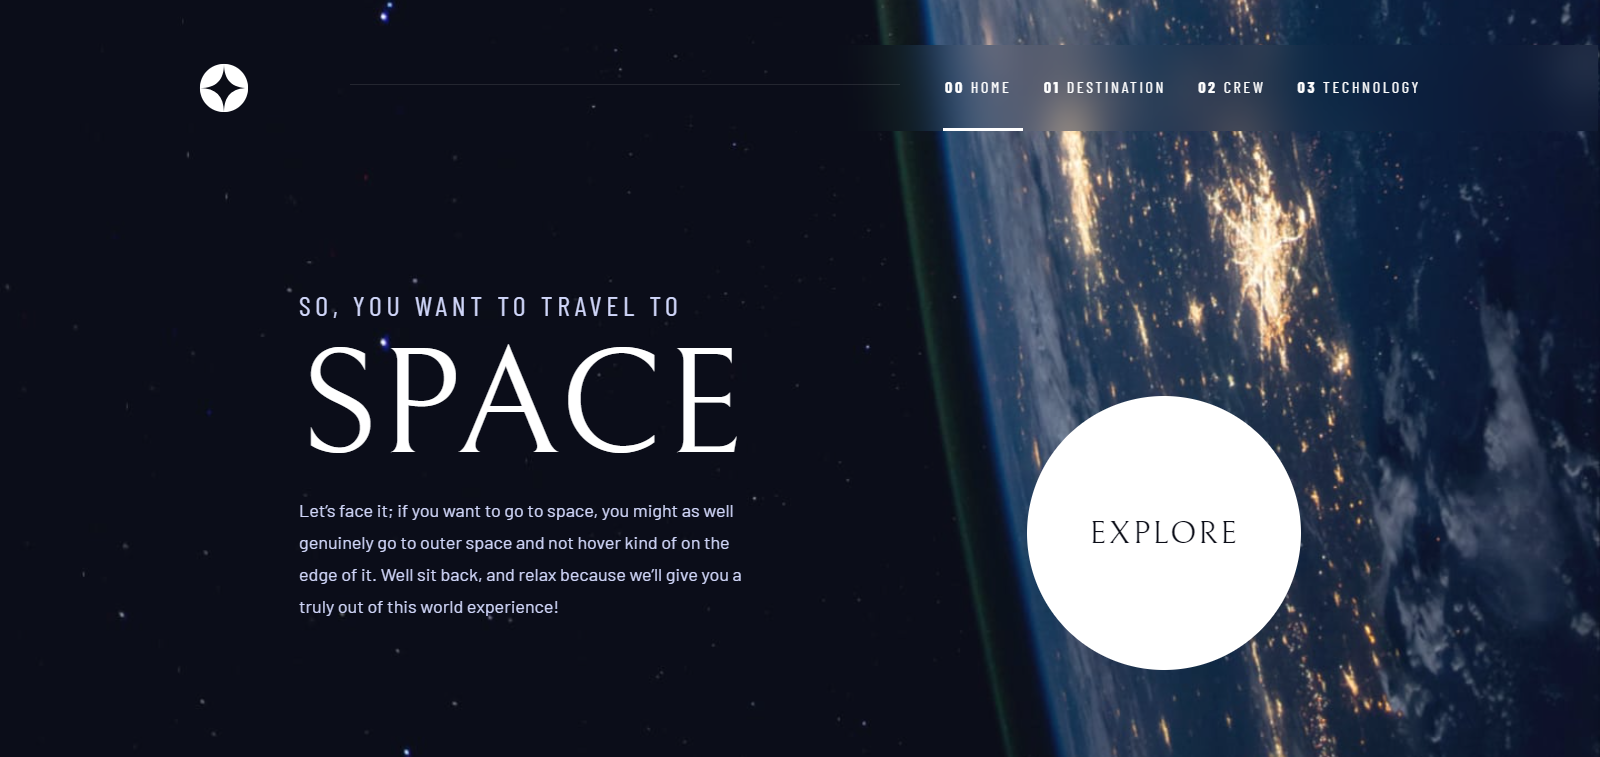 00 HOME 01 DESTINATION 02 CREW 03 TECHNOLOGY
SO, YOU WANT TO TRAVEL TO
SPACE
Let’s face it; if you want to go to space, you might as well
genuinely go to outer space and not hover kind of on the
edge of it. Well sit back, and relax because we’ll give you a
truly out of this world experience!
EXPLORE